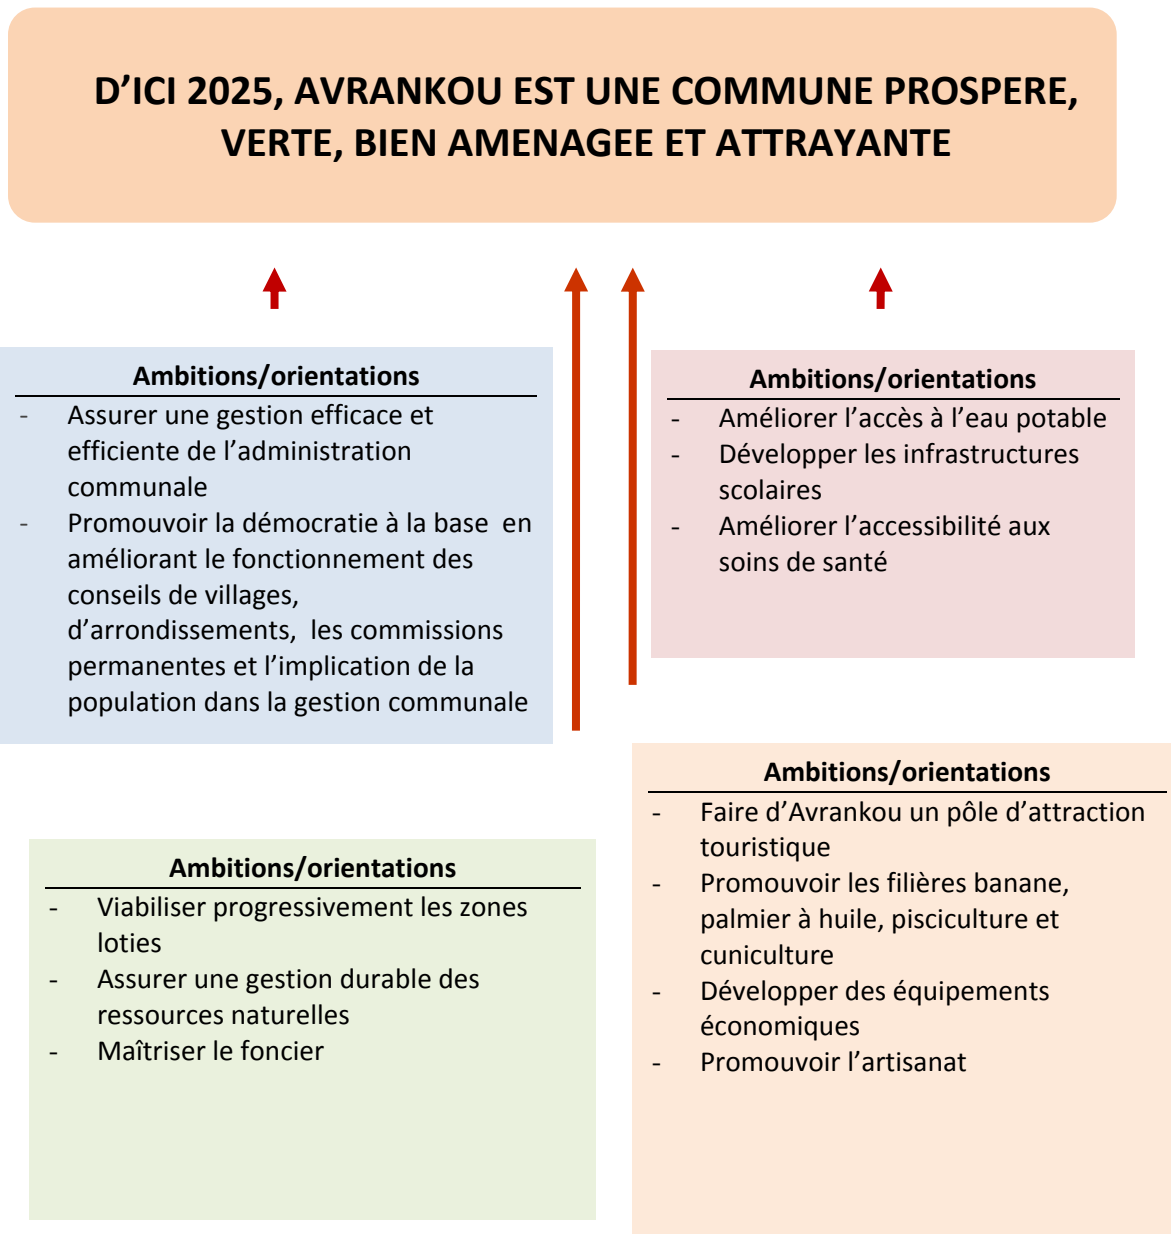 D’ICI 2025, AVRANKOU EST UNE COMMUNE PROSPERE,
VERTE, BIEN AMENAGEE ET ATTRAYANTE
Ambitions/orientations
- Assurer une gestion efficace et
efficiente de l’administration
communale
- Promouvoir la démocratie à la base en
améliorant le fonctionnement des
conseils de villages,
d’arrondissements, les commissions
permanentes et l’implication de la
population dans la gestion communale
Ambitions/orientations
- Améliorer l’accès à l’eau potable
- Développer les infrastructures
scolaires
- Améliorer l’accessibilité aux
soins de santé
Ambitions/orientations
- Viabiliser progressivement les zones
loties
- Assurer une gestion durable des
ressources naturelles
- Maîtriser le foncier
Ambitions/orientations
- Faire d’Avrankou un pôle d’attraction
touristique
- Promouvoir les filières banane,
palmier à huile, pisciculture et
cuniculture
- Développer des équipements
économiques
- Promouvoir l’artisanat